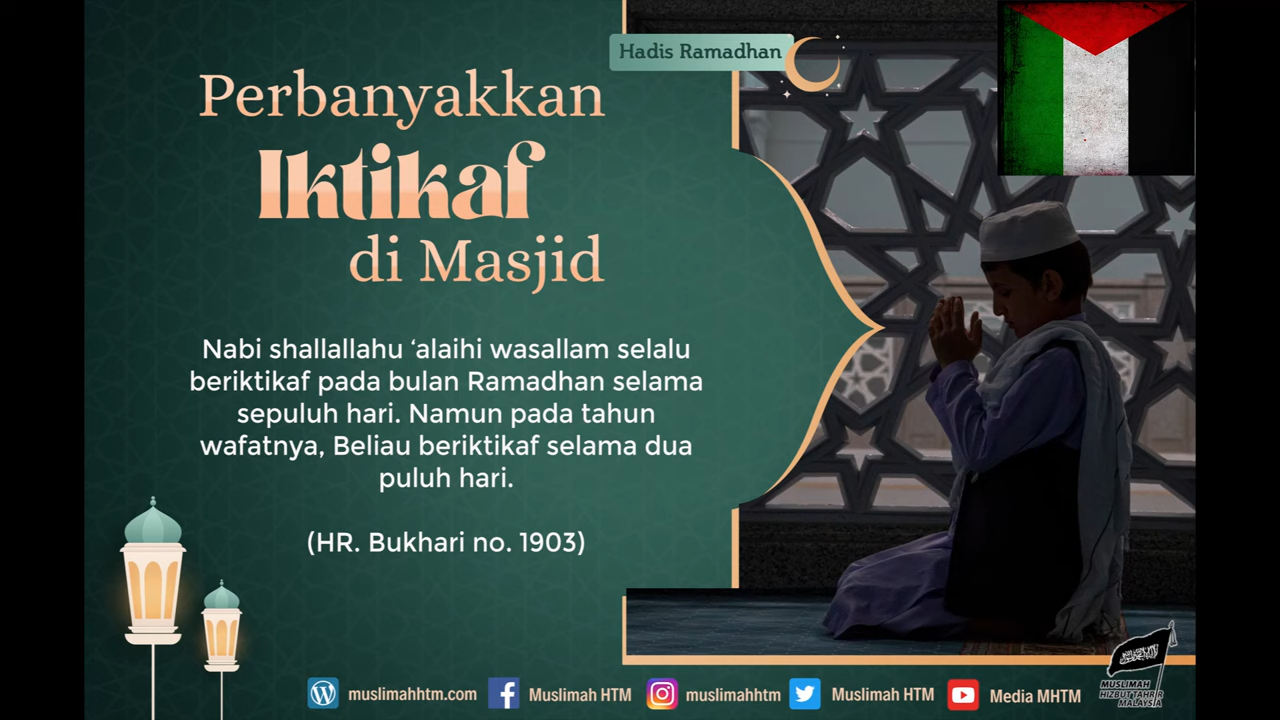 Hadis Ramadhan
Perbanyakkan
Iktikaf
di Masjid
Nabi shallallahu ‘alaihi wasallam selalu
beriktikaf pada bulan Ramadhan selama
sepuluh hari. Namun pada tahun
wafatnya, Beliau beriktikaf selama dua
puluh hari.
(HR. Bukhari no. 1903)
muslimahhtm.com
Muslimah HTM
muslimahhtm
Muslimah HTM
Media MHTM
MUSLIMAH
HIZBUT TAHRIR
MALAYSIA